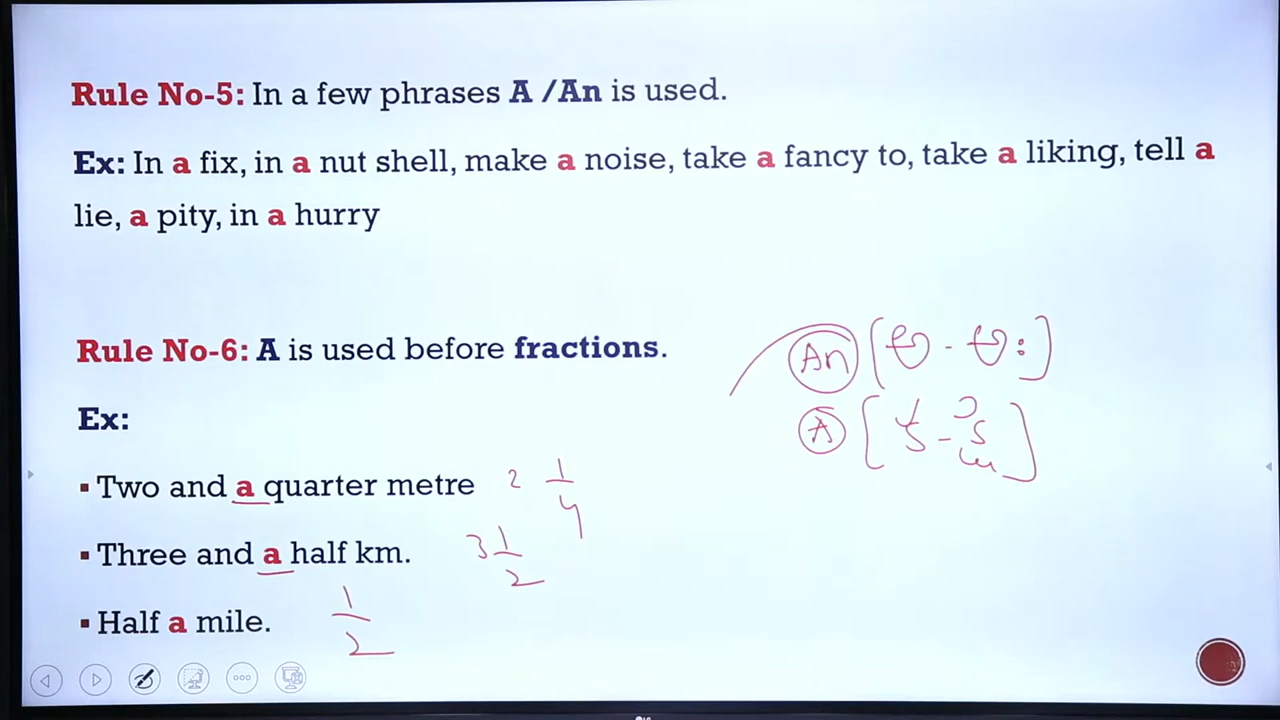 Rule No-5: In a few phrases A /An is used.
Ex: In a fix, in a nut shell, make a noise, take a fancy to, take a liking, tell a
lie, a pity, in a hurry
Rule No-6: A is used before fractions.
Ex:
▪ Two and a quarter metre 2 1/4
▪ Three and a half km. 3 1/2
▪ Half a mile. 1/2
An [అ - అ:]
A